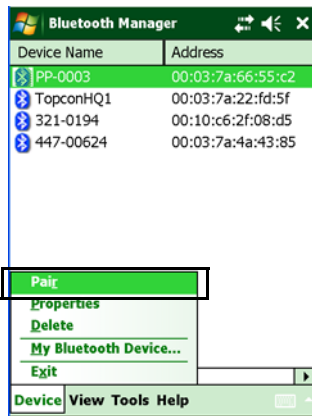 Bluetooth Manager
Device Name Address
PP-0003 00:03:7a:66:55:c2
TopconHQ1 00:03:7a:22:fd:5f
321-0194 00:10:c6:2f:08:d5
447-00624 00:03:7a:4a:43:85
Pair
Properties
Delete
My Bluetooth Device...
Exit
Device View Tools Help